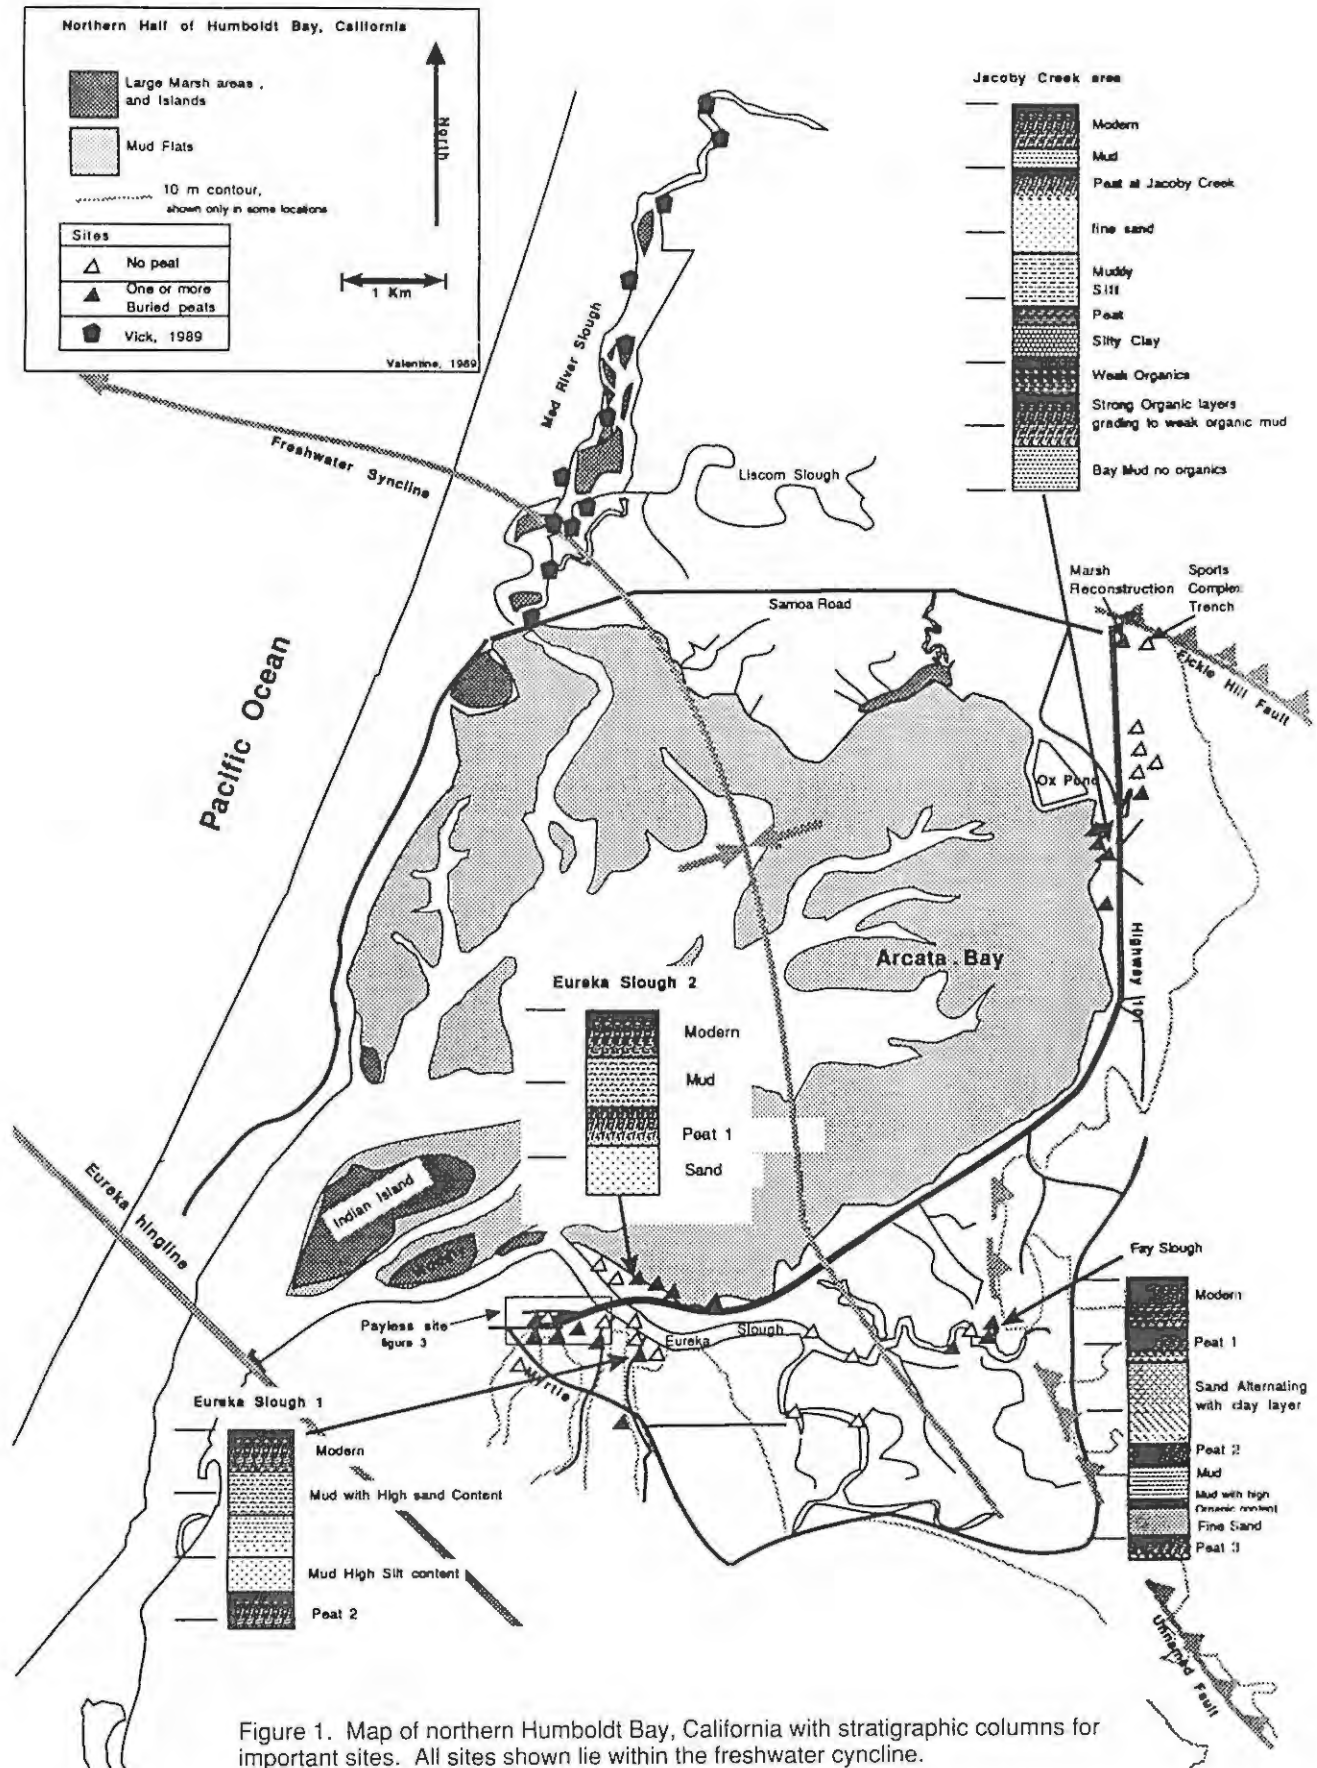 Northern Half of Humboldt Bay, California
Large Marsh areas ,
and Islands
Mud Flats
10 m contour,
shown only in some locations
North
1 Km
Sites
No peat
One or more
Buried peats
Vick, 1989
Valentine, 1989
Jacoby Creek area
Modern
Mud
Peat at Jacoby Creek
fine sand
Muddy
Silt
Peat
Silty Clay
Weak Organics
Strong Organic layers
grading to weak organic mud
Bay Mud no organics
Mad River Slough
Freshwater Syncline
Liscom Slough
Marsh
Reconstruction
Sports
Complex
Trench
Samoa Road
Fickle Hill Fault
Pacific Ocean
Ox Pond
Highway 101
Arcata Bay
Eureka Slough 2
Modern
Mud
Peat 1
Sand
Indian Island
Eureka hingline
Fay Slough
Modern
Peat 1
Sand Alternating
with clay layer
Peat 2
Mud
Mud with high
Organic content
Fine Sand
Peat 3
Payless site
figure 3
Eureka Slough
Myrtle
Eureka Slough 1
Modern
Mud with High sand Content
Mud High Silt content
Peat 2
Unnamed Fault
Figure 1. Map of northern Humboldt Bay, California with stratigraphic columns for
important sites. All sites shown lie within the freshwater cyncline.